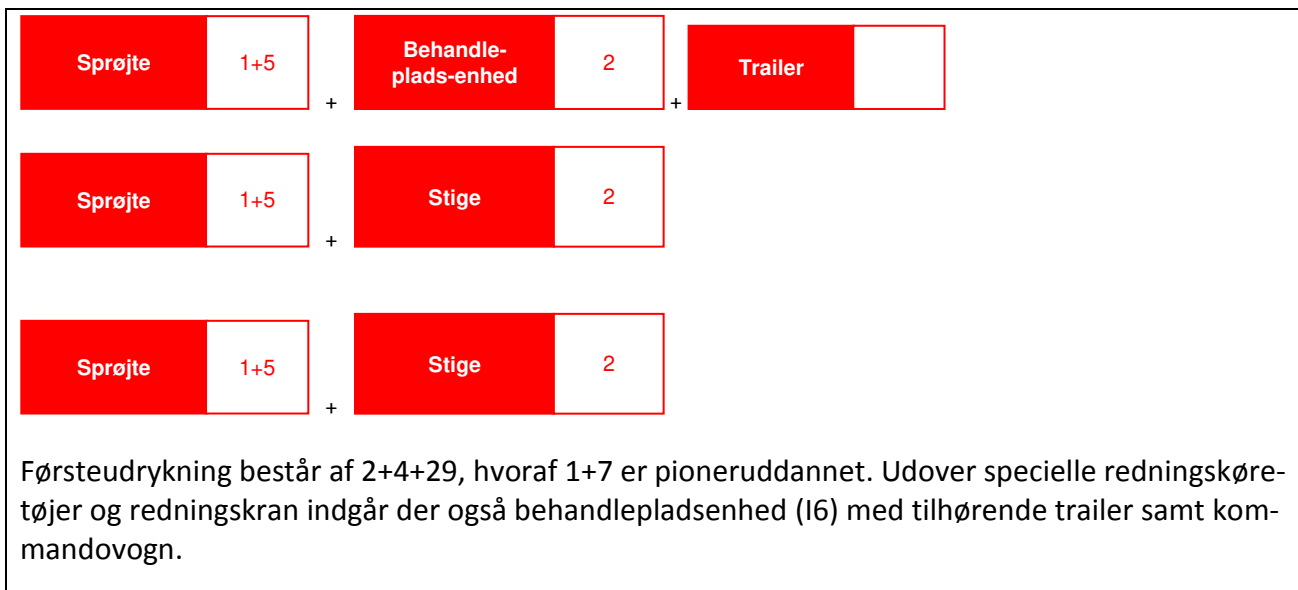 Sprøjte 1+5 + Behandle-plads-enhed 2 + Trailer
Sprøjte 1+5 + Stige 2
Sprøjte 1+5 + Stige 2
Førsteudrykning består af 2+4+29, hvoraf 1+7 er pioneruddannet. Udover specielle redningskøre-
tøjer og redningskran indgår der også behandlepladsenhed (I6) med tilhørende trailer samt kom-
mandovogn.